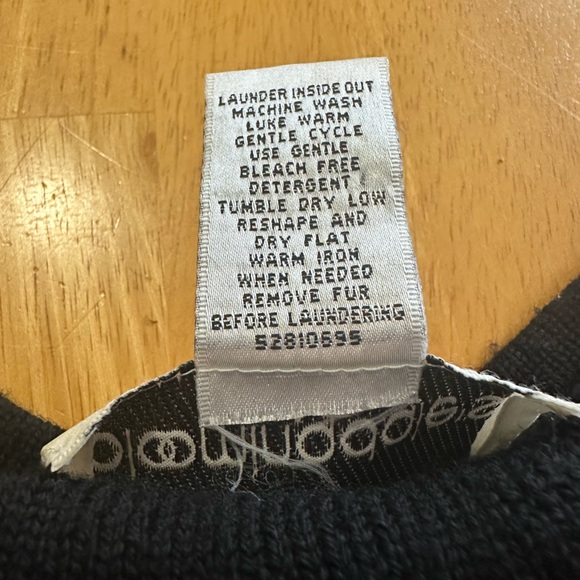 LAUNDER INSIDE OUT
MACHINE WASH
LUKE WARM
GENTLE CYCLE
USE GENTLE
BLEACH FREE
DETERGENT
TUMBLE DRY LOW
RESHAPE AND
DRY FLAT
WARM IRON
WHEN NEEDED
REMOVE FUR
BEFORE LAUNDERING
52810695